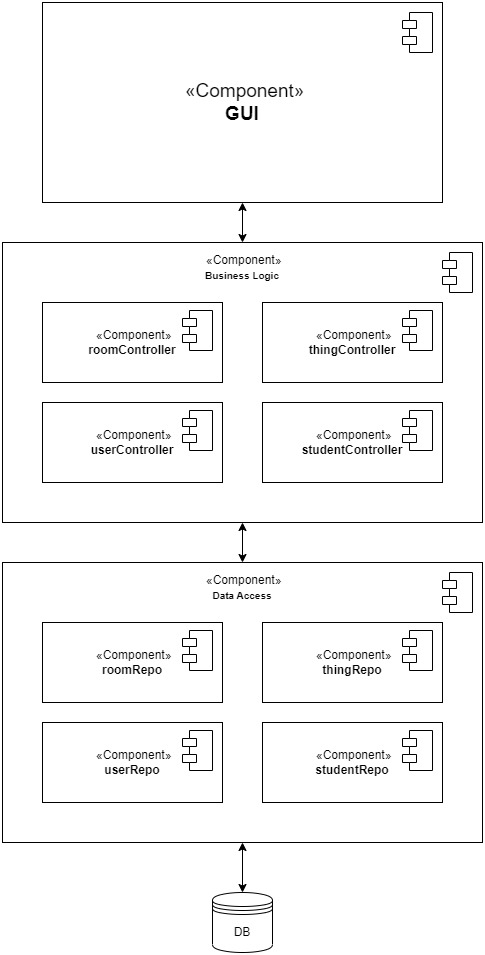 «Component»
GUI
«Component»
Business Logic
«Component»
roomController
«Component»
thingController
«Component»
userController
«Component»
studentController
«Component»
Data Access
«Component»
roomRepo
«Component»
thingRepo
«Component»
userRepo
«Component»
studentRepo
DB